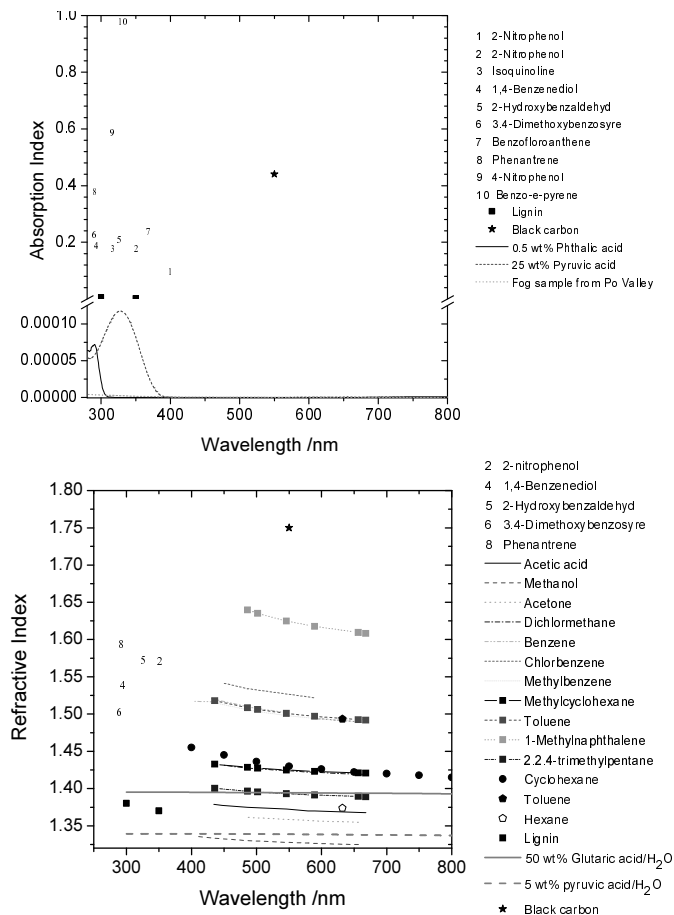 1.0
0.8
0.6
0.4
0.2
0.00010
0.00005
0.00000
Absorption Index
300 400 500 600 700 800
Wavelength /nm
10
9
8
6
4
5
3
2
7
1
1 2-Nitrophenol
2 2-Nitrophenol
3 Isoquinoline
4 1,4-Benzenediol
5 2-Hydroxybenzaldehyd
6 3.4-Dimethoxybenzosyre
7 Benzofloroanthene
8 Phenantrene
9 4-Nitrophenol
10 Benzo-e-pyrene
Lignin
Black carbon
0.5 wt% Phthalic acid
25 wt% Pyruvic acid
Fog sample from Po Valley
1.80
1.75
1.70
1.65
1.60
1.55
1.50
1.45
1.40
1.35
Refractive Index
300 400 500 600 700 800
Wavelength /nm
8
5
2
4
6
2 2-nitrophenol
4 1,4-Benzenediol
5 2-Hydroxybenzaldehyd
6 3.4-Dimethoxybenzosyre
8 Phenantrene
Acetic acid
Methanol
Acetone
Dichlormethane
Benzene
Chlorbenzene
Methylbenzene
Methylcyclohexane
Toluene
1-Methylnaphthalene
2.2.4-trimethylpentane
Cyclohexane
Toluene
Hexane
Lignin
50 wt% Glutaric acid/H2O
5 wt% pyruvic acid/H2O
Black carbon